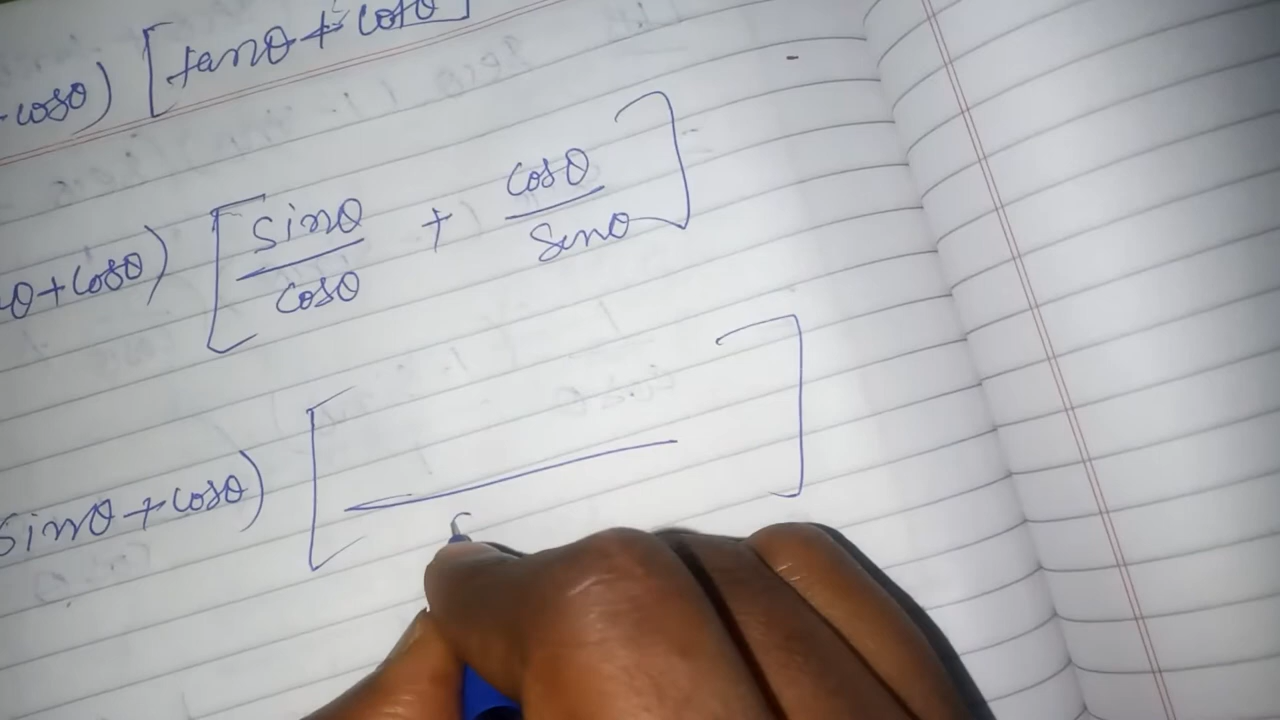 cosθ) [tanθ + cotθ]
θ+cosθ) [sinθ/cosθ + cosθ/sinθ]
sinθ+cosθ) [